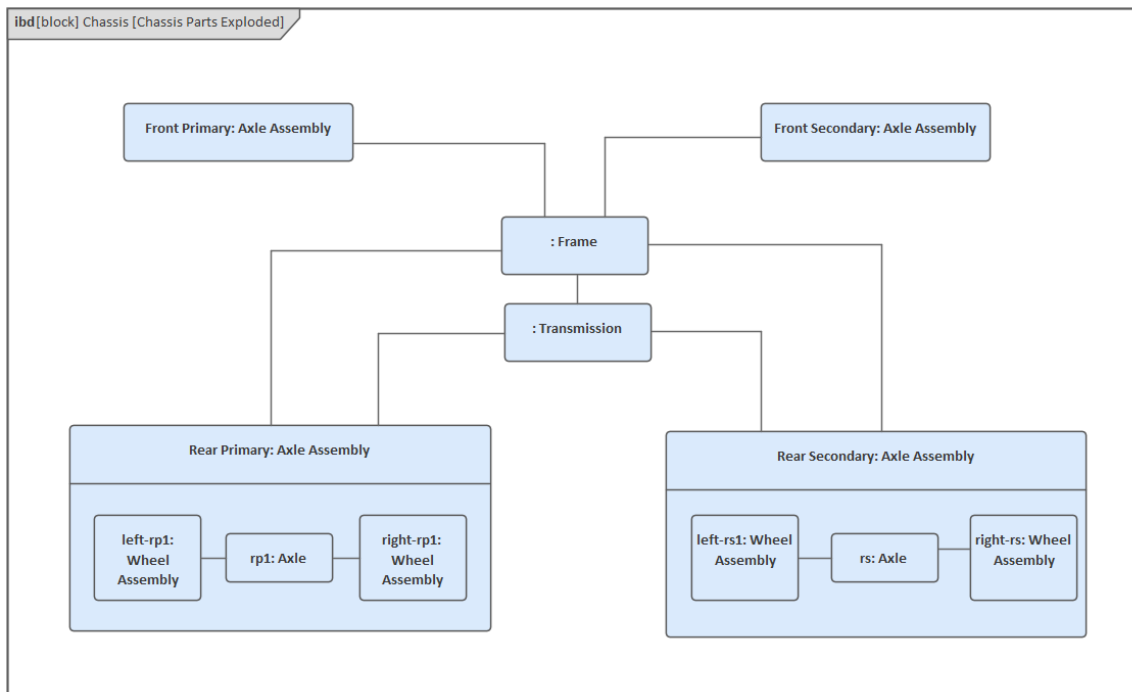 ibd [block] Chassis [Chassis Parts Exploded]
Front Primary: Axle Assembly
Front Secondary: Axle Assembly
: Frame
: Transmission
Rear Primary: Axle Assembly
left-rp1:
Wheel
Assembly
rp1: Axle
right-rp1:
Wheel
Assembly
Rear Secondary: Axle Assembly
left-rs1: Wheel
Assembly
rs: Axle
right-rs: Wheel
Assembly